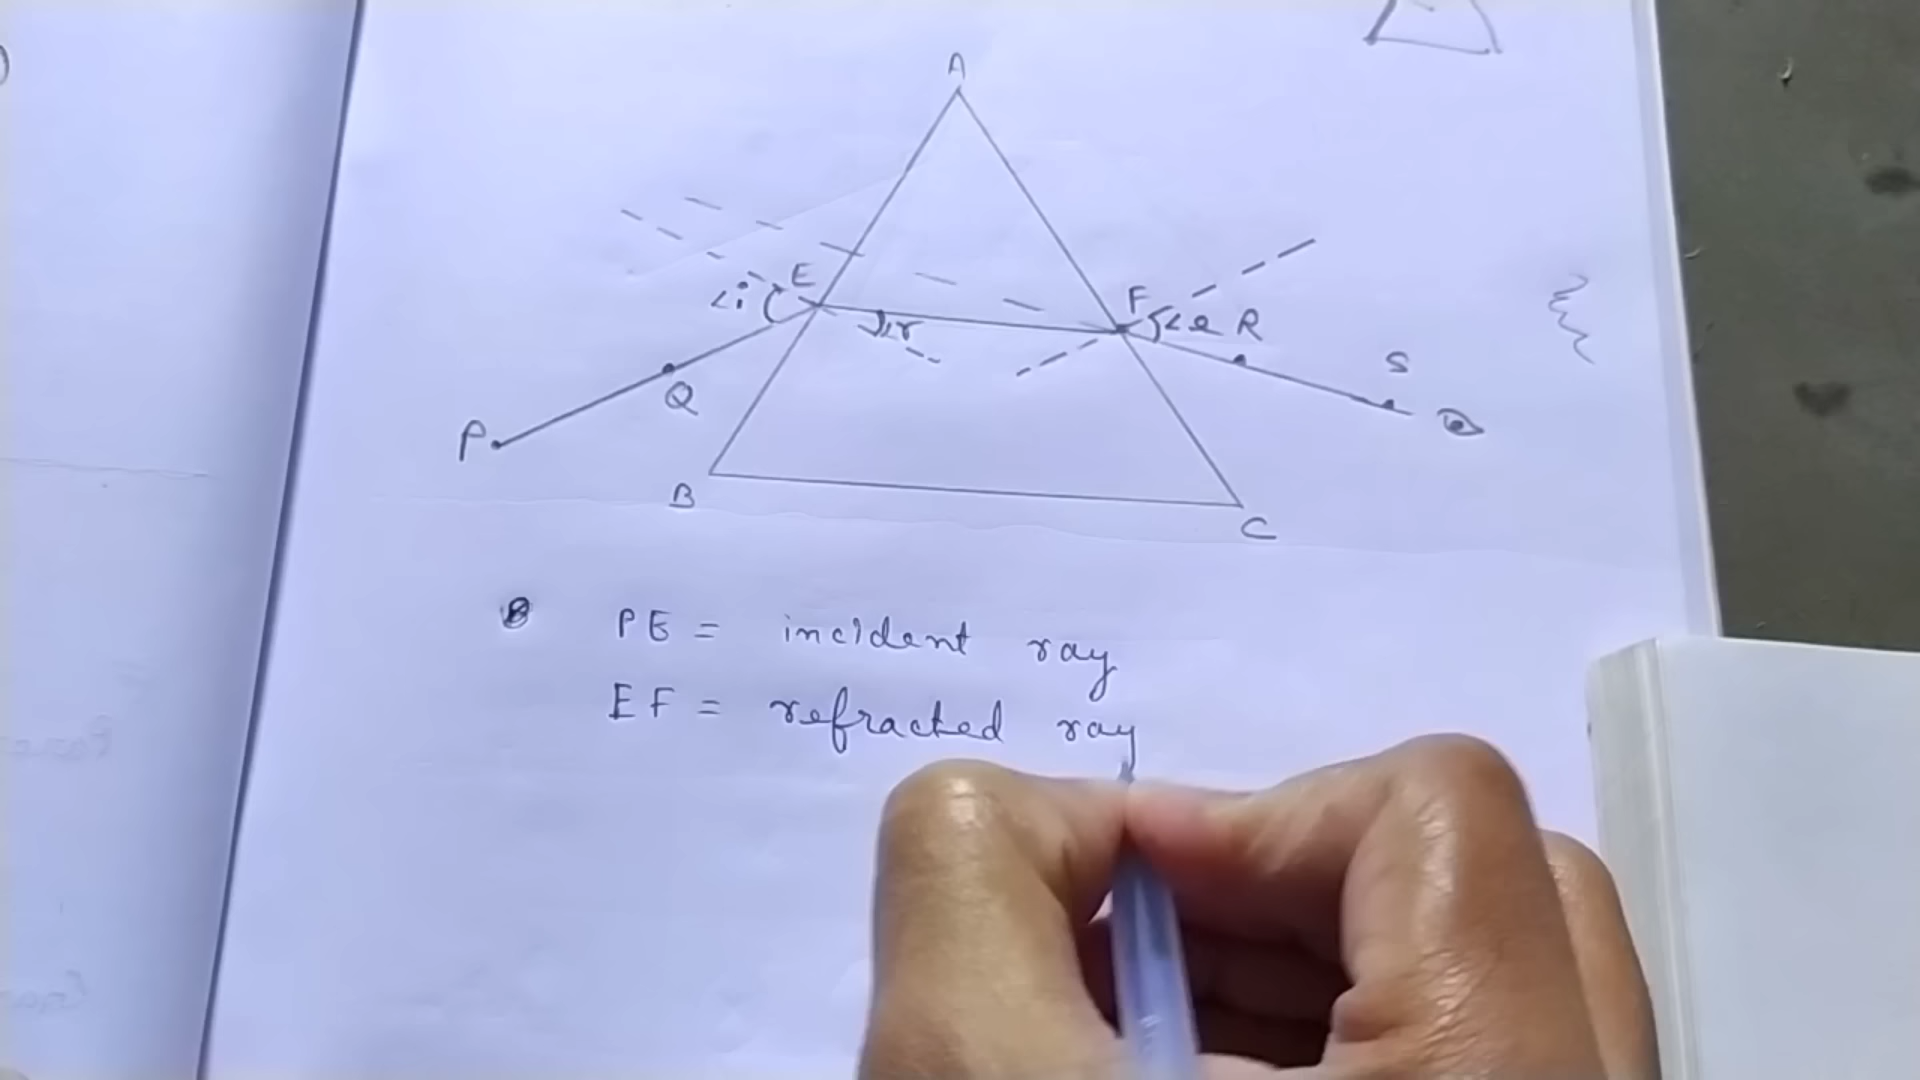 A
E
∠i
∠r
F
∠e
R
S
Q
P
B
C
PE = incident ray
EF = refracted ray